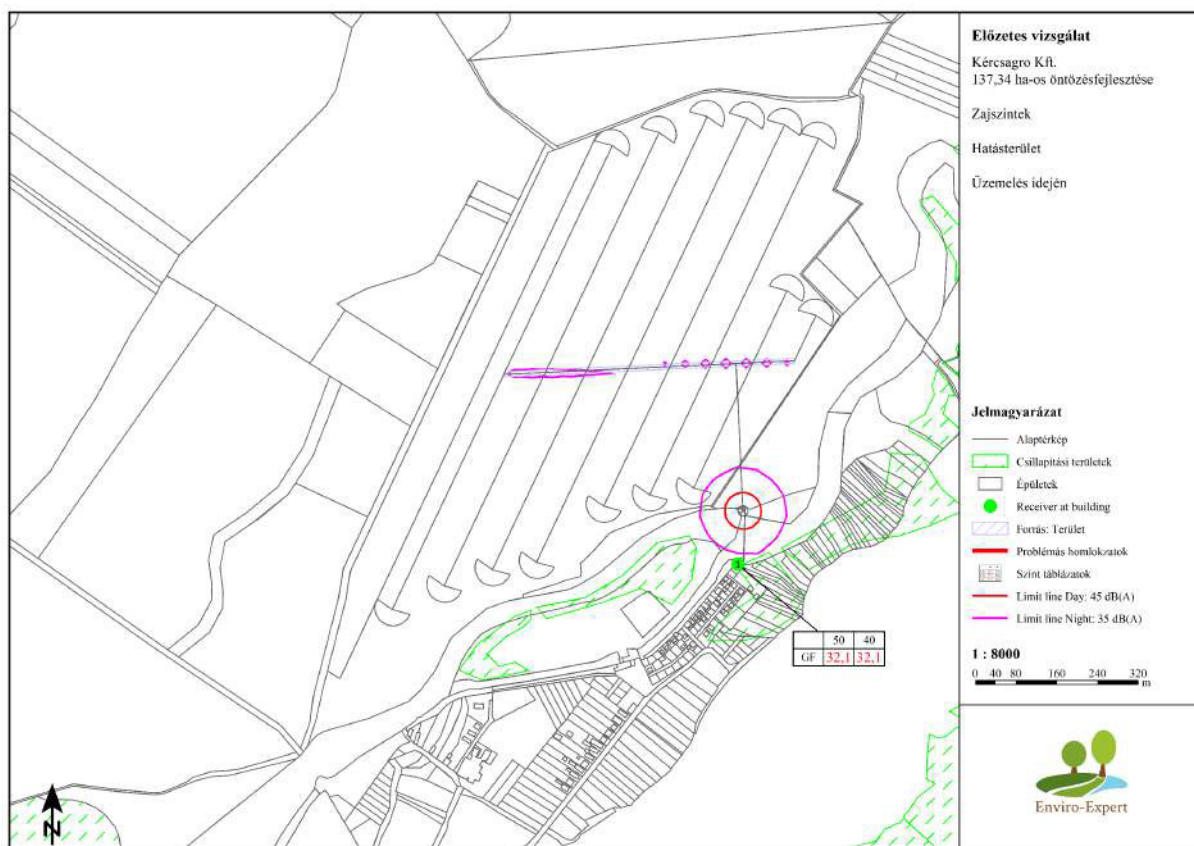 Előzetes vizsgálat
Kércsagro Kft.
137,34 ha-os öntözésfejlesztése
Zajszintek
Hatásterület
Üzemelés idején
Jelmagyarázat
Alaptérkép
Csillapítási területek
Épületek
Receiver at building
Forrás: Terület
Problémás homlokzatok
Szint táblázatok
Limit line Day: 45 dB(A)
Limit line Night: 35 dB(A)
1 : 8000
0 40 80 160 240 320
m
Enviro-Expert
1
50 40
GF 32,1 32,1
N